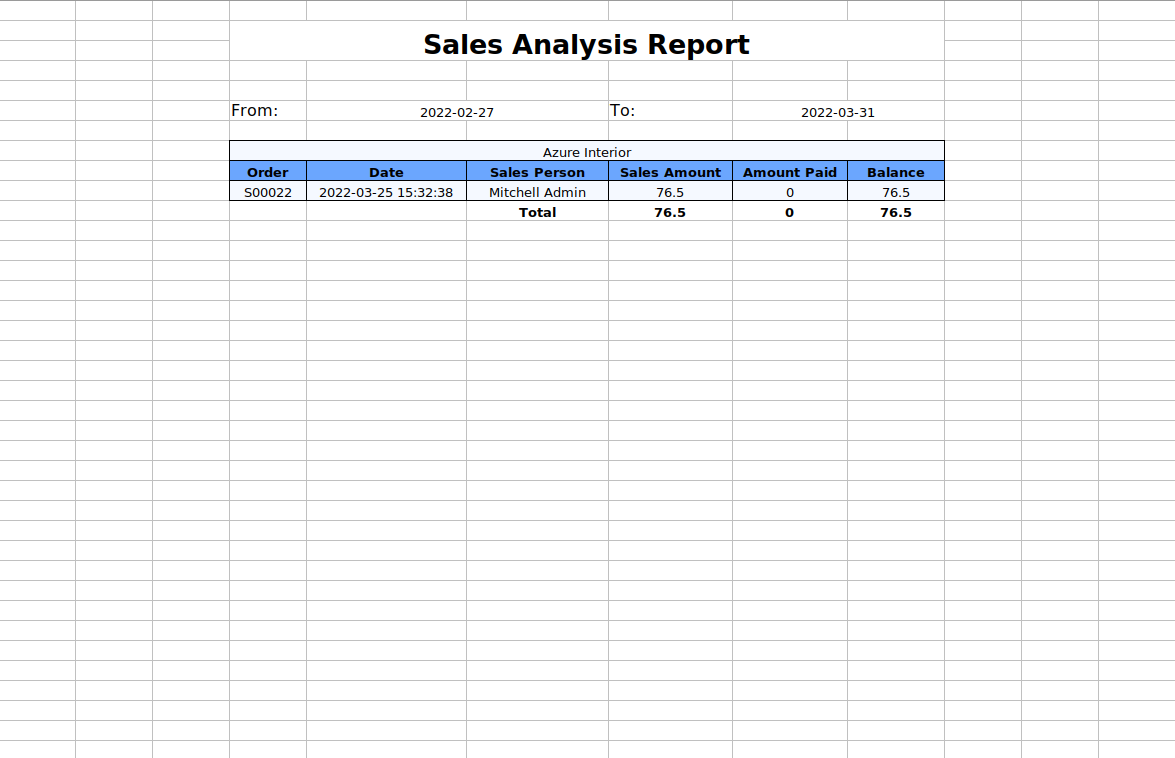 Sales Analysis Report
From: 2022-02-27 To: 2022-03-31
Azure Interior
Order Date Sales Person Sales Amount Amount Paid Balance
S00022 2022-03-25 15:32:38 Mitchell Admin 76.5 0 76.5
Total 76.5 0 76.5